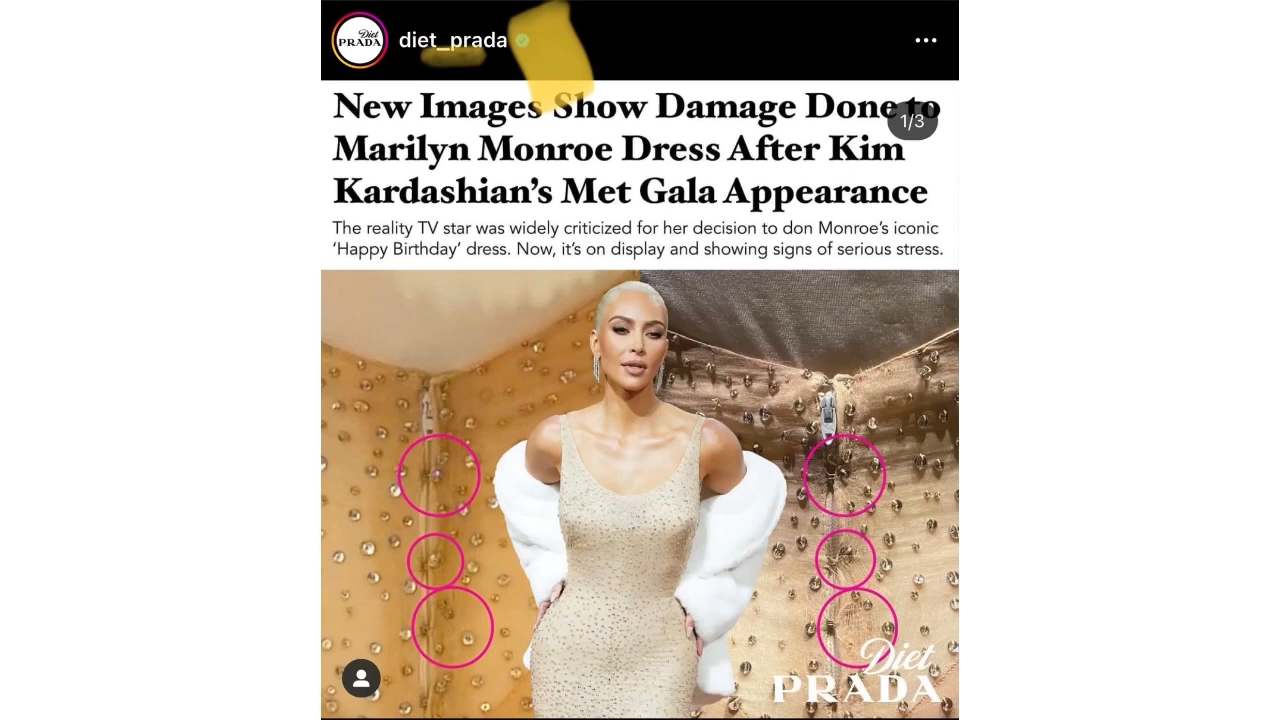 Diet
PRADA
diet_prada
1/3
New Images Show Damage Done to
Marilyn Monroe Dress After Kim
Kardashian’s Met Gala Appearance
The reality TV star was widely criticized for her decision to don Monroe’s iconic
‘Happy Birthday’ dress. Now, it’s on display and showing signs of serious stress.
Diet
PRADA